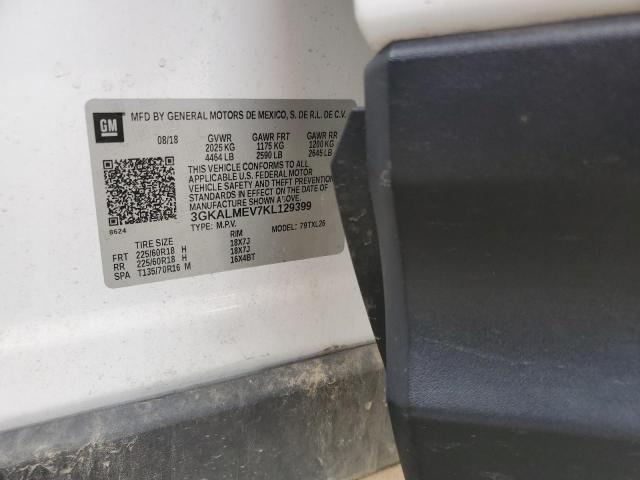 GM
MFD BY GENERAL MOTORS DE MEXICO, S. DE R.L. DE C.V.
08/18 GVWR GAWR FRT GAWR RR
2025 KG 1175 KG 1200 KG
4464 LB 2590 LB 2645 LB
THIS VEHICLE CONFORMS TO ALL
APPLICABLE U.S. FEDERAL MOTOR
VEHICLE SAFETY AND THEFT PREVENTION
STANDARDS IN EFFECT ON THE DATE OF
MANUFACTURE SHOWN ABOVE.
3GKALMEV7KL129399
8624
TYPE: M.P.V. MODEL: 79TXL26
TIRE SIZE RIM
FRT 225/60R18 H 18X7J
RR 225/60R18 H 18X7J
SPA T135/70R16 M 16X4BT